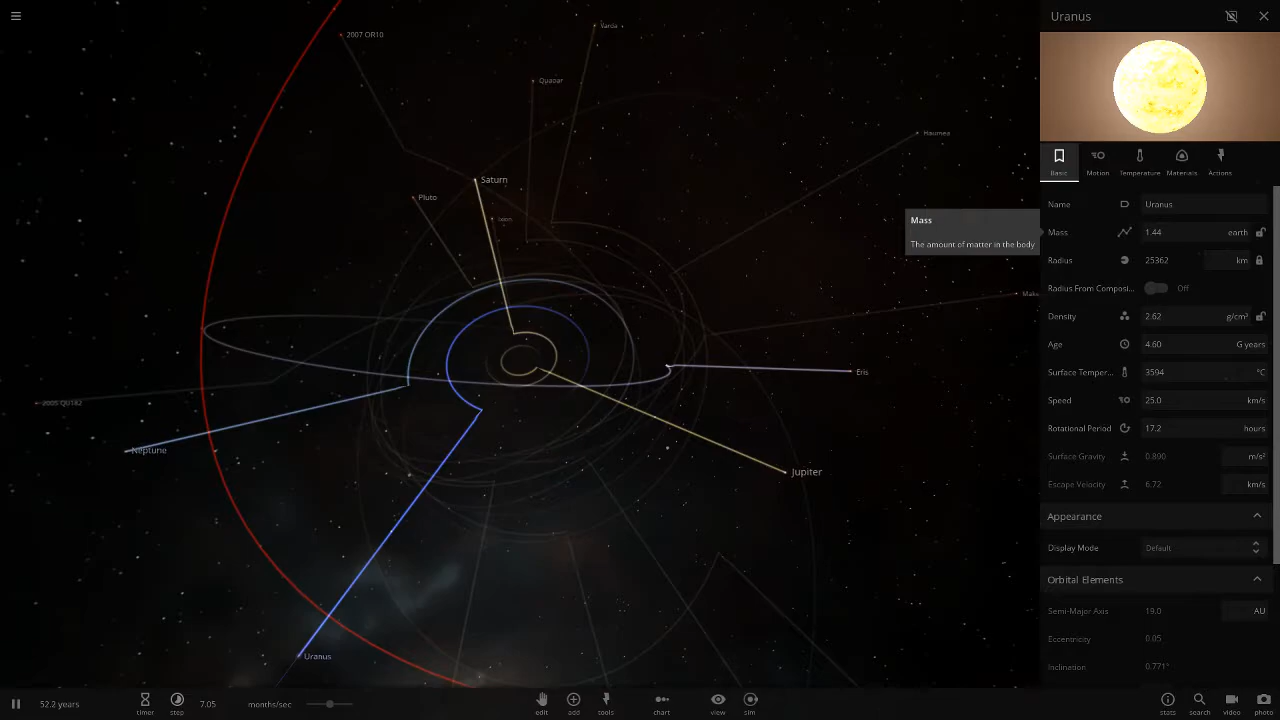 Uranus
2007 OR10
Varda
Quaoar
Haumea
Saturn
Pluto
Ixion
Eris
2005 QU182
Neptune
Jupiter
Uranus
Mass
The amount of matter in the body
Basic
Motion
Temperature
Materials
Actions
Name Uranus
Mass 1.44 earth
Radius 25362 km
Radius From Composi... Off
Density 2.62 g/cm³
Age 4.60 G years
Surface Temper... 3594 °C
Speed 25.0 km/s
Rotational Period 17.2 hours
Surface Gravity 0.890 m/s²
Escape Velocity 6.72 km/s
Appearance
Display Mode Default
Orbital Elements
Semi-Major Axis 19.0 AU
Eccentricity 0.05
Inclination 0.771°
52.2 years
timer
step
7.05 months/sec
edit
add
tools
chart
view
sim
stats
search
video
photo